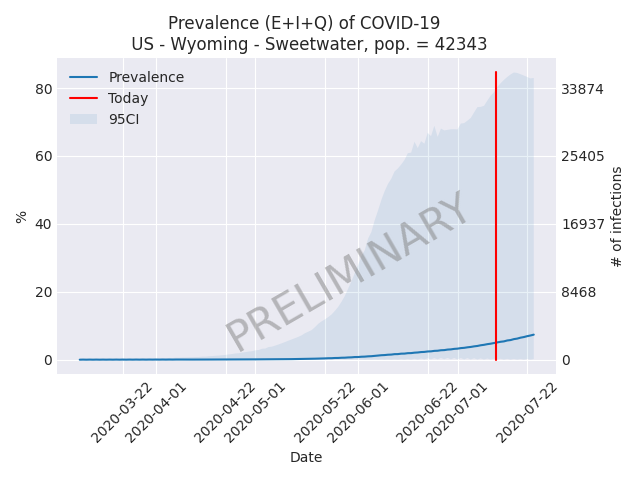 Prevalence (E+I+Q) of COVID-19
US - Wyoming - Sweetwater, pop. = 42343
Prevalence
Today
95CI
80
60
40
20
0
%
33874
25405
16937
8468
0
# of infections
PRELIMINARY
2020-03-22
2020-04-01
2020-04-22
2020-05-01
2020-05-22
2020-06-01
2020-06-22
2020-07-01
2020-07-22
Date